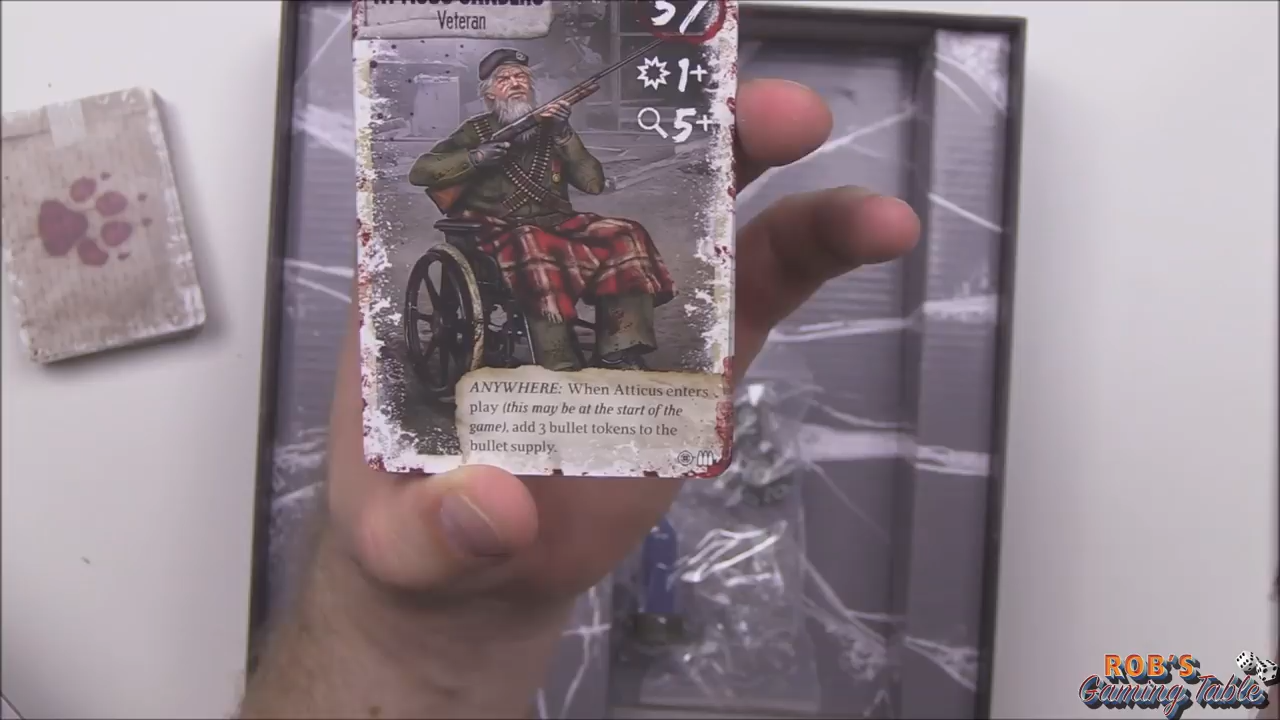 Veteran
57
1+
5+
ANYWHERE: When Atticus enters
play (this may be at the start of the
game), add 3 bullet tokens to the
bullet supply.
ROB'S
Gaming Table